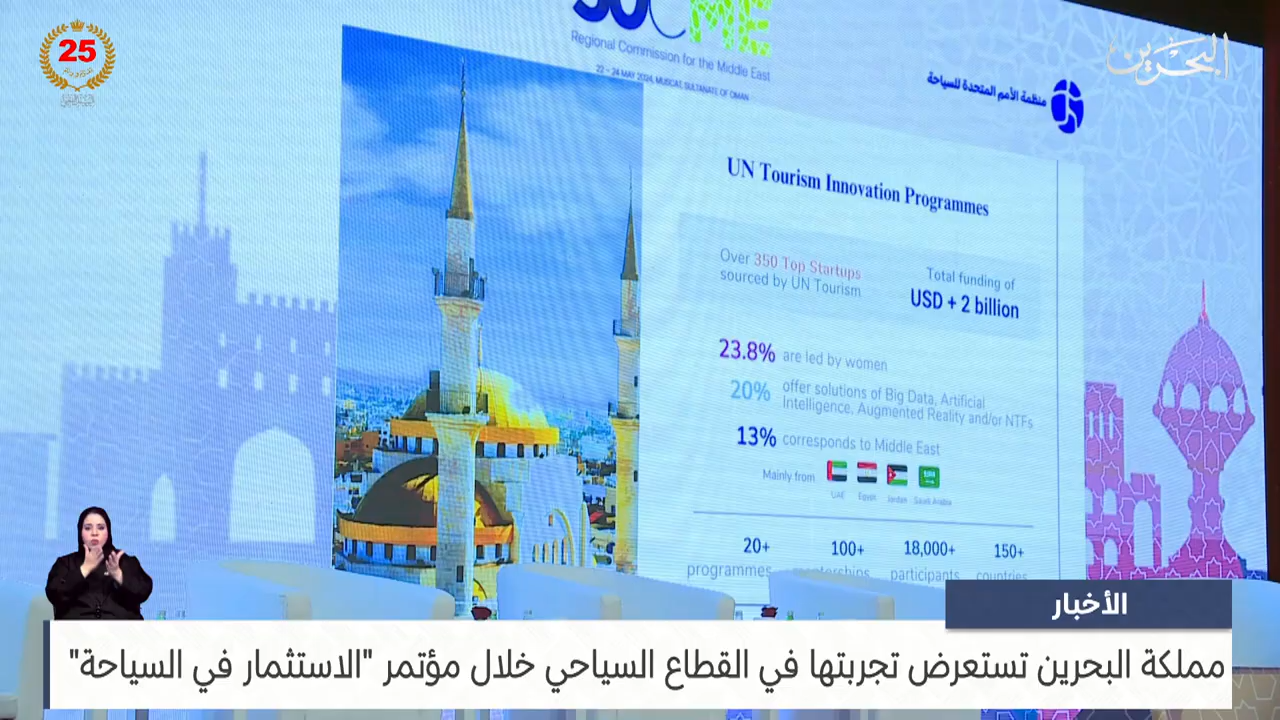 25
البحرين
50
ME
Regional Commission for the Middle East
22 – 24 MAY 2024, MUSCAT, SULTANATE OF OMAN
منظمة الأمم المتحدة للسياحة
UN Tourism Innovation Programmes
Over 350 Top Startups
sourced by UN Tourism
Total funding of
USD + 2 billion
23.8% are led by women
20% offer solutions of Big Data, Artificial
Intelligence, Augmented Reality and/or NTFs
13% corresponds to Middle East
Mainly from
UAE Egypt Jordan Saudi Arabia
20+ 100+ 18,000+ 150+
programmes mentorships participants countries
الأخبار
مملكة البحرين تستعرض تجربتها في القطاع السياحي خلال مؤتمر "الاستثمار في السياحة"